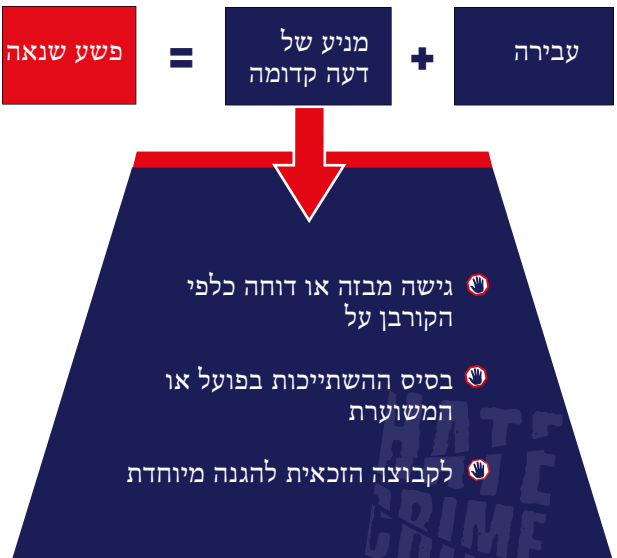 עבירה
+
מניע של
דעה קדומה
=
פשע שנאה
גישה מבזה או דוחה כלפי
הקורבן על
בסיס ההשתייכות בפועל או
המשוערת
לקבוצה הזכאית להגנה מיוחדת
HATE
CRIME
CRIME